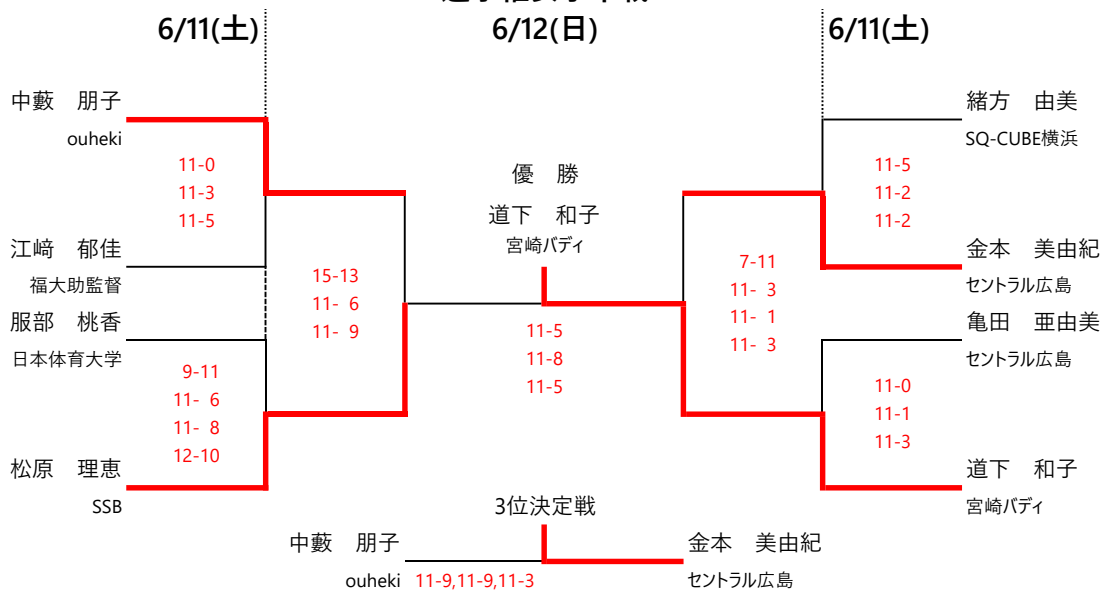 6/11(土)
6/12(日)
6/11(土)
中藪　朋子
ouheki
11-0
11-3
11-5
江﨑　郁佳
福大助監督
服部　桃香
日本体育大学
9-11
11- 6
11- 8
12-10
松原　理恵
SSB
15-13
11- 6
11- 9
優　勝
道下　和子
宮崎バディ
11-5
11-8
11-5
7-11
11- 3
11- 1
11- 3
緒方　由美
SQ-CUBE横浜
11-5
11-2
11-2
金本　美由紀
セントラル広島
亀田　亜由美
セントラル広島
11-0
11-1
11-3
道下　和子
宮崎バディ
3位決定戦
中藪　朋子
ouheki
11-9,11-9,11-3
金本　美由紀
セントラル広島